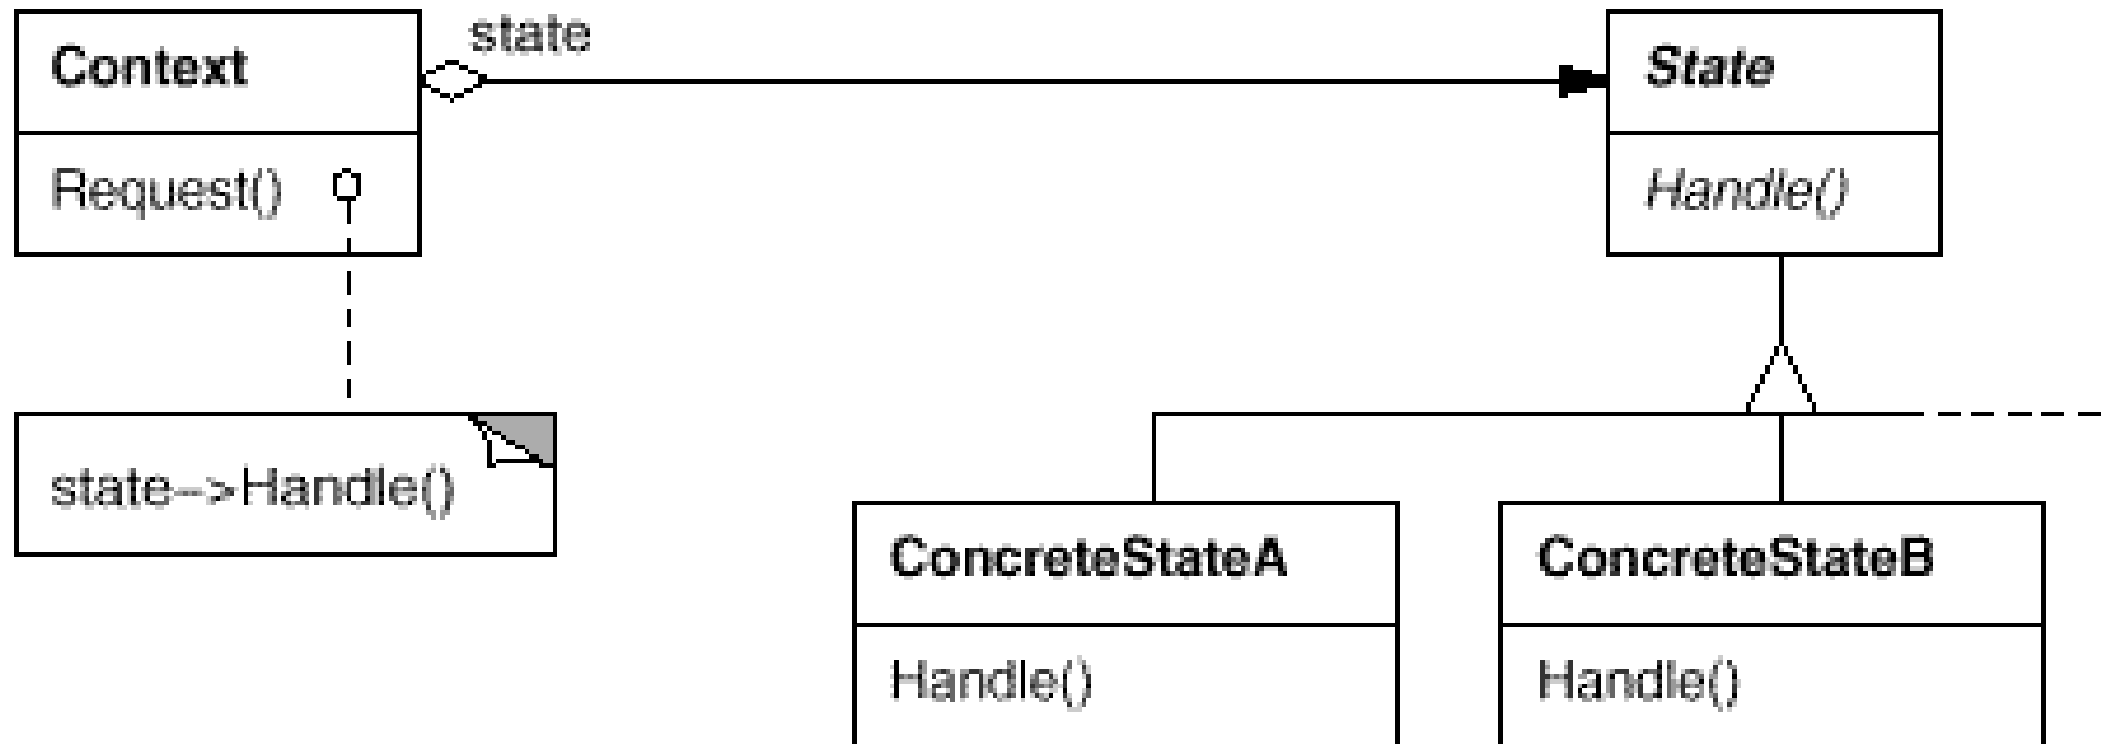 Context
Request()
state
State
Handle()
state-->Handle()
ConcreteStateA
Handle()
ConcreteStateB
Handle()